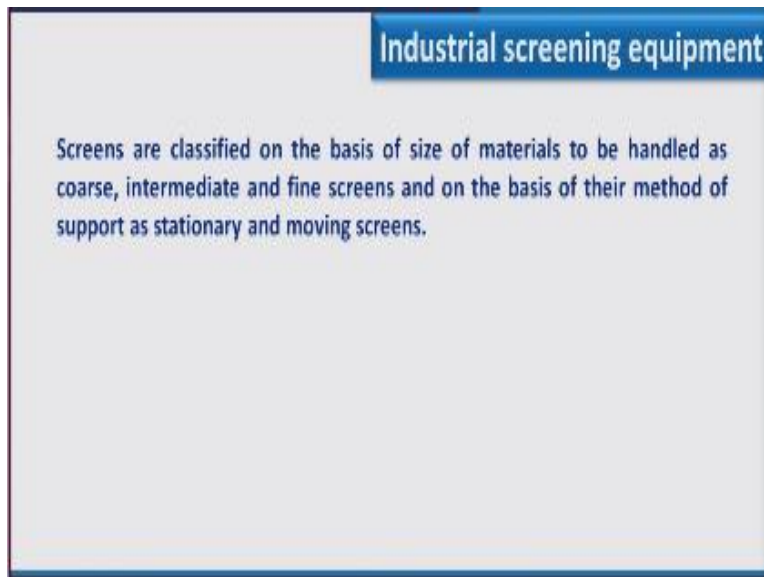 Industrial screening equipment
Screens are classified on the basis of size of materials to be handled as
coarse, intermediate and fine screens and on the basis of their method of
support as stationary and moving screens.